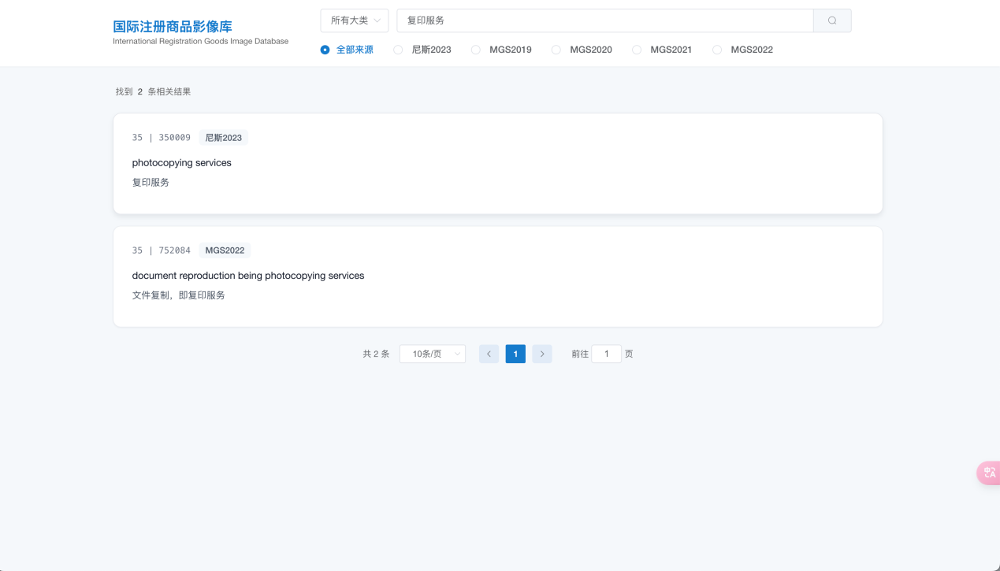 国际注册商品影像库
International Registration Goods Image Database
所有大类
复印服务
全部来源 尼斯2023 MGS2019 MGS2020 MGS2021 MGS2022
找到 2 条相关结果
35 | 350009 尼斯2023
photocopying services
复印服务
35 | 752084 MGS2022
document reproduction being photocopying services
文件复制，即复印服务
共 2 条 10条/页 1 前往 1 页
中 A